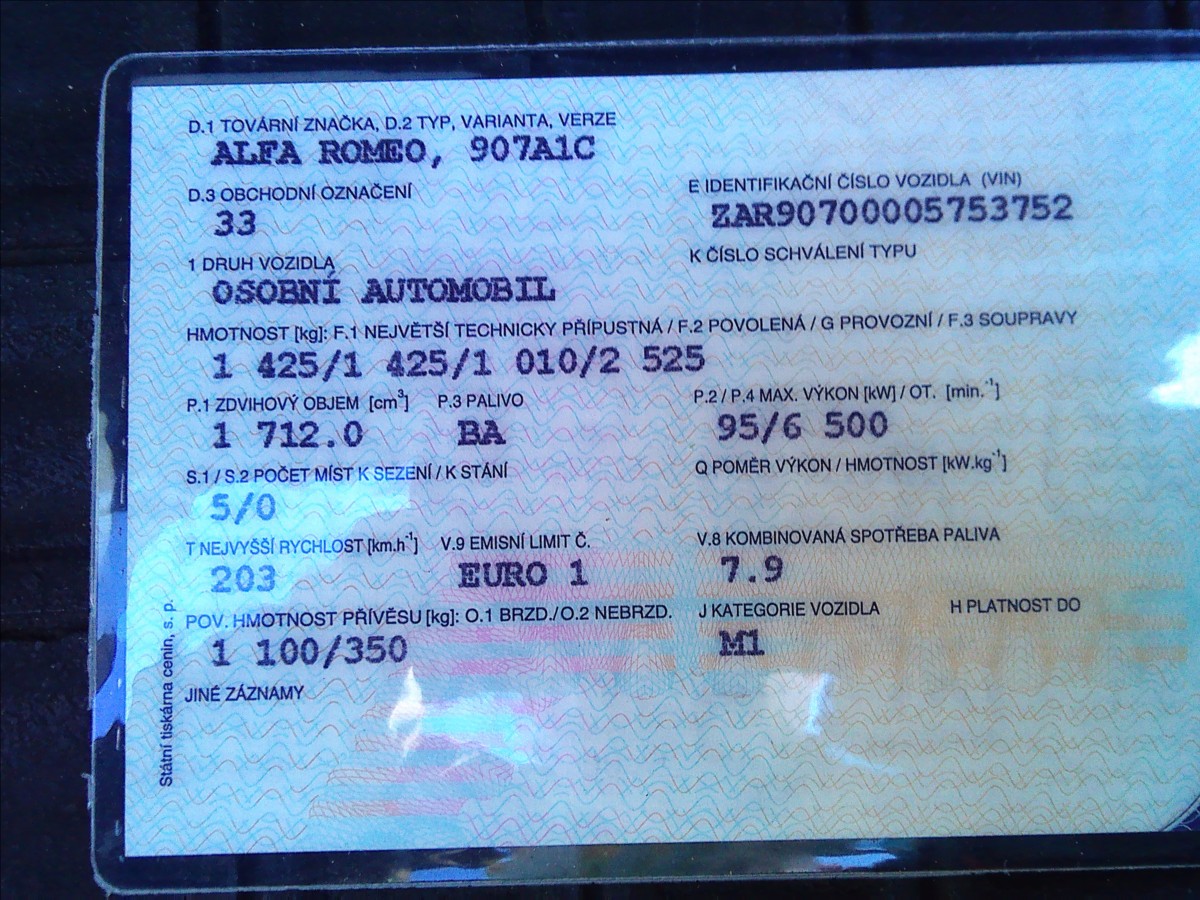 D.1 TOVÁRNÍ ZNAČKA, D.2 TYP, VARIANTA, VERZE
ALFA ROMEO, 907A1C
D.3 OBCHODNÍ OZNAČENÍ
33
E IDENTIFIKAČNÍ ČÍSLO VOZIDLA (VIN)
ZAR90700005753752
K ČÍSLO SCHVÁLENÍ TYPU
1 DRUH VOZIDLA
OSOBNÍ AUTOMOBIL
HMOTNOST [kg]: F.1 NEJVĚTŠÍ TECHNICKY PŘÍPUSTNÁ / F.2 POVOLENÁ / G PROVOZNÍ / F.3 SOUPRAVY
1 425/1 425/1 010/2 525
P.1 ZDVIHOVÝ OBJEM [cm³] P.3 PALIVO P.2 / P.4 MAX. VÝKON [kW] / OT. [min.⁻¹]
1 712.0 BA 95/6 500
S.1 / S.2 POČET MÍST K SEZENÍ / K STÁNÍ Q POMĚR VÝKON / HMOTNOST [kW.kg⁻¹]
5/0
T NEJVYŠŠÍ RYCHLOST [km.h⁻¹] V.9 EMISNÍ LIMIT Č. V.8 KOMBINOVANÁ SPOTŘEBA PALIVA
203 EURO 1 7.9
POV. HMOTNOST PŘÍVĚSU [kg]: O.1 BRZD./O.2 NEBRZD. J KATEGORIE VOZIDLA H PLATNOST DO
1 100/350 M1
JINÉ ZÁZNAMY
Státní tiskárna cenin, s. p.